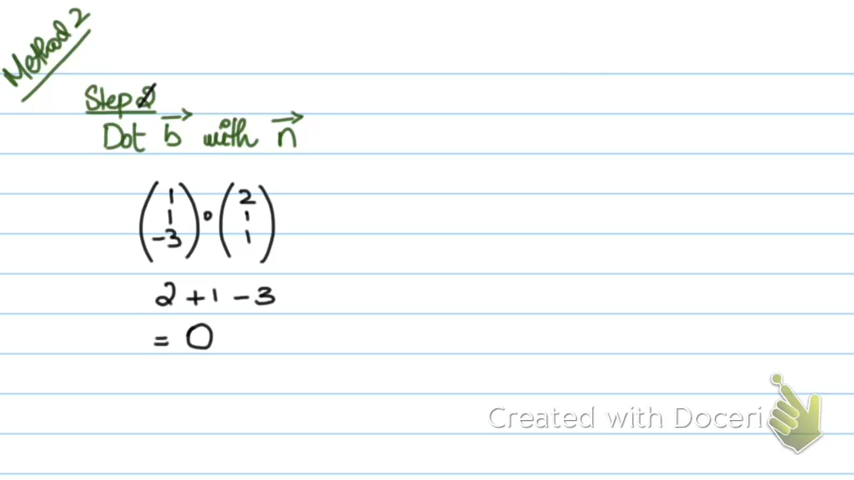 Method 2
Step
Dot b⃗ with n⃗
( 1 ) ( 2 )
( 1 ) ∘ ( 1 )
( -3 ) ( 1 )
2 + 1 - 3
= 0
Created with Doceri